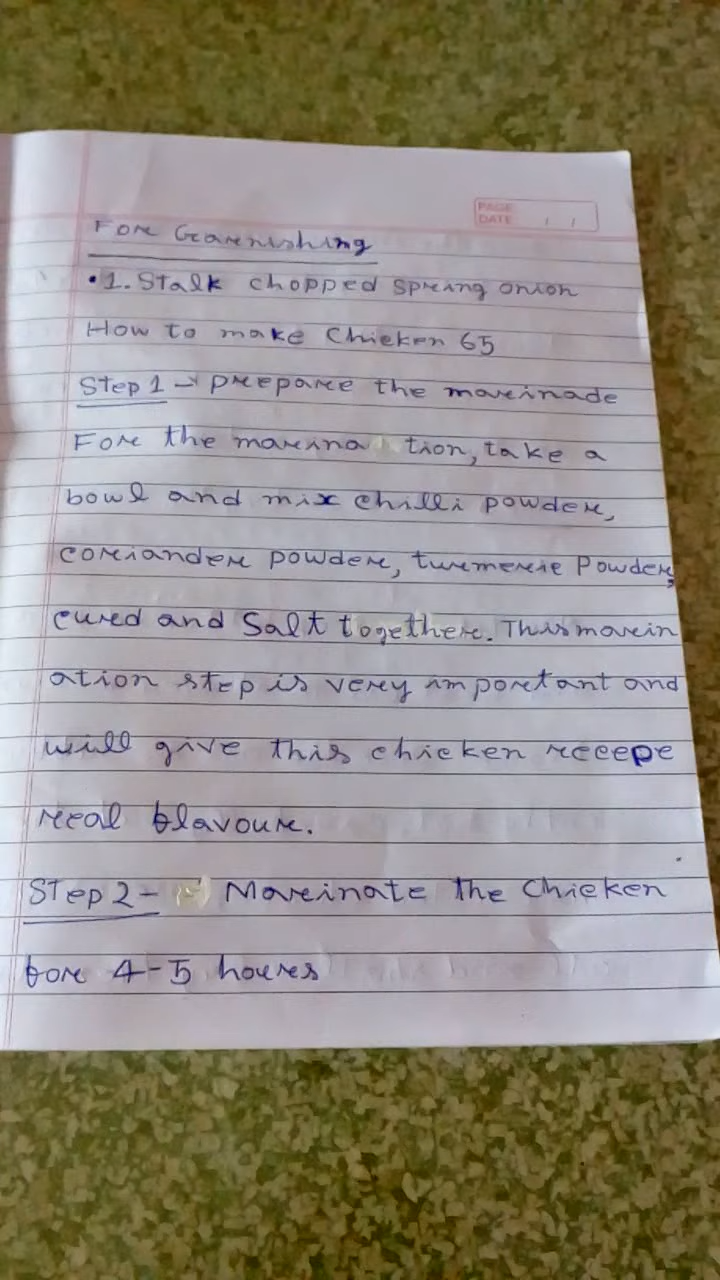 PAGE
DATE / /
For Garnishing
• 1. Stalk chopped spring onion
How to make Chicken 65
Step 1 → prepare the marinade
For the marina tion, take a
bowl and mix chilli powder,
coriander powder, turmeric Powder,
curd and Salt together. This marin
ation step is very important and
will give this chicken recepe
real flavour.
Step 2 - Marinate the Chicken
for 4-5 hours